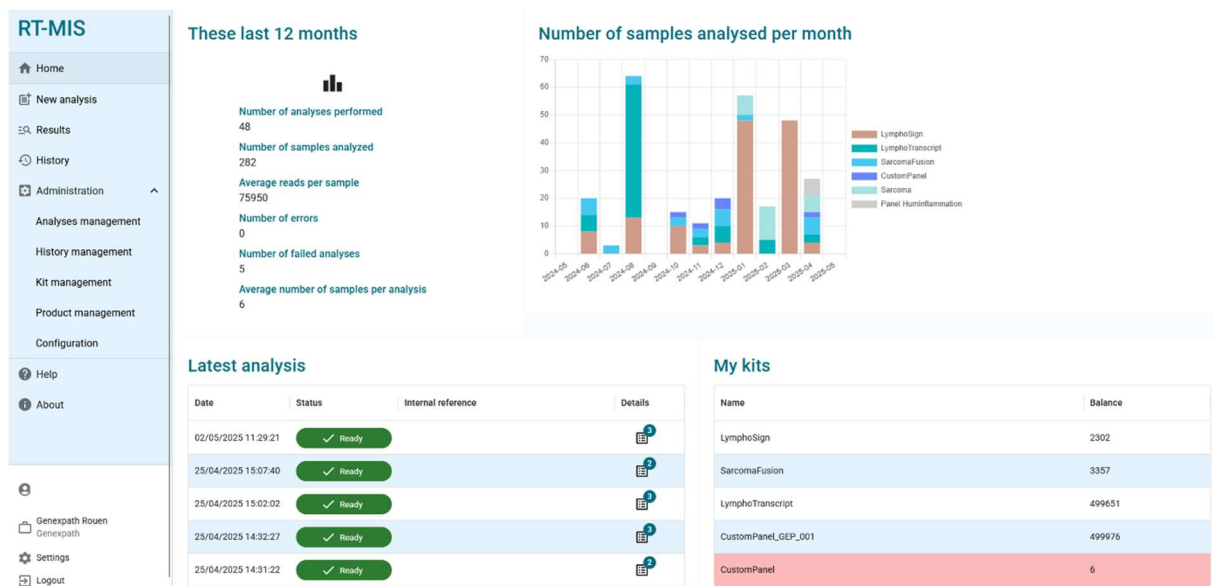 RT-MIS
Home
New analysis
Results
History
Administration
Analyses management
History management
Kit management
Product management
Configuration
Help
About
Genexpath Rouen
Genexpath
Settings
Logout
These last 12 months
Number of analyses performed
48
Number of samples analyzed
282
Average reads per sample
75950
Number of errors
0
Number of failed analyses
5
Average number of samples per analysis
6
Number of samples analysed per month
70
60
50
40
30
20
10
0
2024-05 2024-06 2024-07 2024-08 2024-09 2024-10 2024-11 2024-12 2025-01 2025-02 2025-03 2025-04 2025-05
LymphoSign
LymphoTranscript
SarcomaFusion
CustomPanel
Sarcoma
Panel HumInflammation
Latest analysis
Date Status Internal reference Details
02/05/2025 11:29:21 Ready 3
25/04/2025 15:07:40 Ready 2
25/04/2025 15:02:02 Ready 3
25/04/2025 14:32:27 Ready 3
25/04/2025 14:31:22 Ready 2
My kits
Name Balance
LymphoSign 2302
SarcomaFusion 3357
LymphoTranscript 499651
CustomPanel_GEP_001 499976
CustomPanel 6